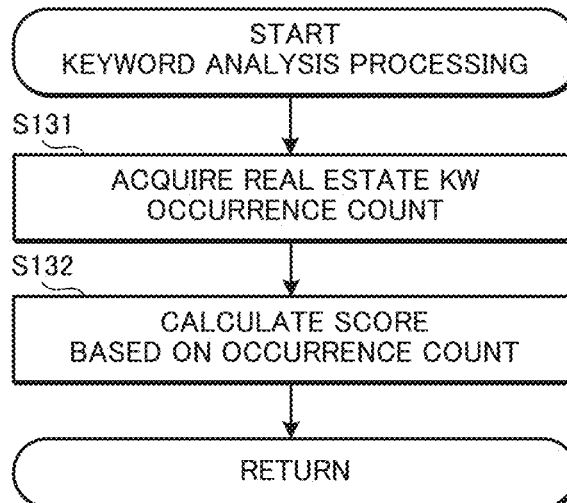 START
KEYWORD ANALYSIS PROCESSING
S131
ACQUIRE REAL ESTATE KW
OCCURRENCE COUNT
S132
CALCULATE SCORE
BASED ON OCCURRENCE COUNT
RETURN